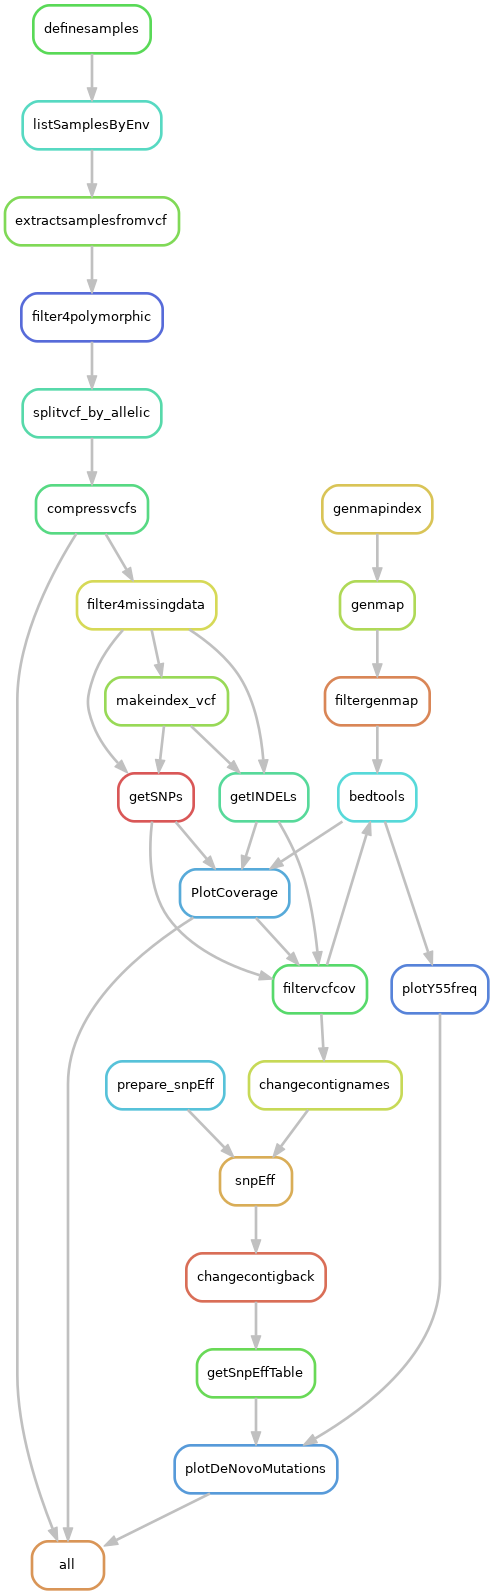 definesamples
listSamplesByEnv
extractsamplesfromvcf
filter4polymorphic
splitvcf_by_allelic
compressvcfs
genmapindex
filter4missingdata
genmap
makeindex_vcf
filtergenmap
getSNPs
getINDELs
bedtools
PlotCoverage
filtervcfcov
plotY55freq
prepare_snpEff
changecontignames
snpEff
changecontigback
getSnpEffTable
plotDeNovoMutations
all